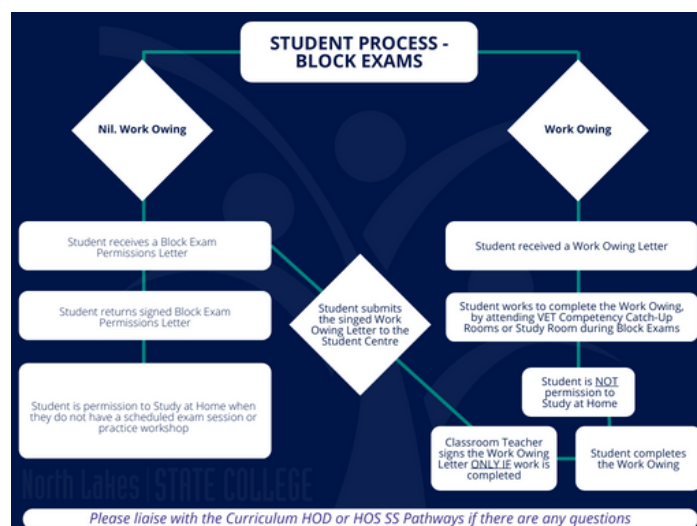 STUDENT PROCESS -
BLOCK EXAMS
Nil. Work Owing
Work Owing
Student receives a Block Exam
Permissions Letter
Student received a Work Owing Letter
Student returns signed Block Exam
Permissions Letter
Student submits
the singed Work
Owing Letter to the
Student Centre
Student works to complete the Work Owing,
by attending VET Competency Catch-Up
Rooms or Study Room during Block Exams
Student is permission to Study at Home when
they do not have a scheduled exam session or
practice workshop
Student is NOT
permission to
Study at Home
Classroom Teacher
signs the Work Owing
Letter ONLY IF work is
completed
Student completes
the Work Owing
North Lakes | STATE COLLEGE
Please liaise with the Curriculum HOD or HOS SS Pathways if there are any questions